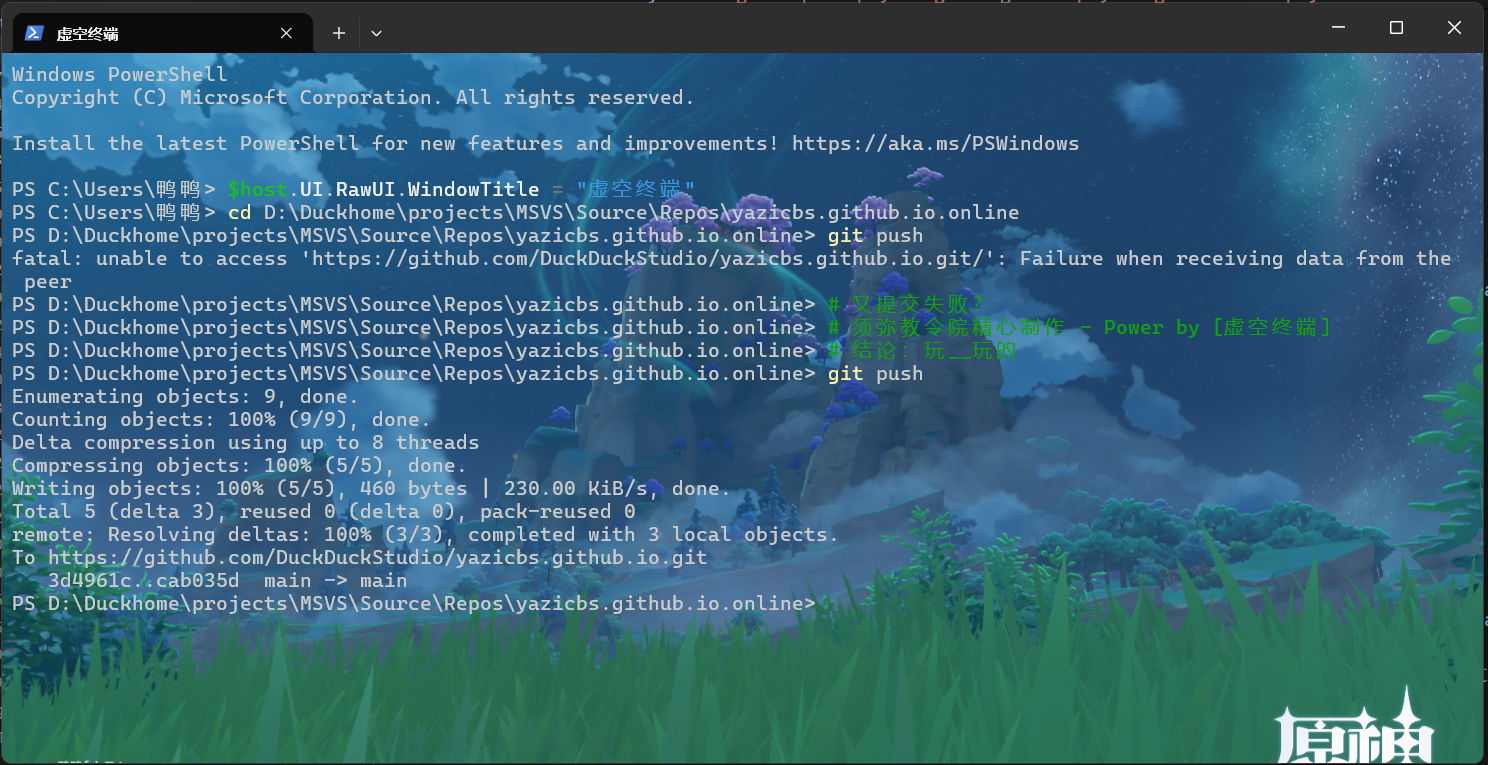 虚空终端
Windows PowerShell
Copyright (C) Microsoft Corporation. All rights reserved.
Install the latest PowerShell for new features and improvements! https://aka.ms/PSWindows
PS C:\Users\鸭鸭> $host.UI.RawUI.WindowTitle = "虚空终端"
PS C:\Users\鸭鸭> cd D:\Duckhome\projects\MSVS\Source\Repos\yazicbs.github.io.online
PS D:\Duckhome\projects\MSVS\Source\Repos\yazicbs.github.io.online> git push
fatal: unable to access 'https://github.com/DuckDuckStudio/yazicbs.github.io.git/': Failure when receiving data from the
peer
PS D:\Duckhome\projects\MSVS\Source\Repos\yazicbs.github.io.online> # 又提交失败?
PS D:\Duckhome\projects\MSVS\Source\Repos\yazicbs.github.io.online> # 须弥教令院精心制作 - Power by [虚空终端]
PS D:\Duckhome\projects\MSVS\Source\Repos\yazicbs.github.io.online> # 结论: 玩__玩的
PS D:\Duckhome\projects\MSVS\Source\Repos\yazicbs.github.io.online> git push
Enumerating objects: 9, done.
Counting objects: 100% (9/9), done.
Delta compression using up to 8 threads
Compressing objects: 100% (5/5), done.
Writing objects: 100% (5/5), 460 bytes | 230.00 KiB/s, done.
Total 5 (delta 3), reused 0 (delta 0), pack-reused 0
remote: Resolving deltas: 100% (3/3), completed with 3 local objects.
To https://github.com/DuckDuckStudio/yazicbs.github.io.git
3d4961c..cab035d  main -> main
PS D:\Duckhome\projects\MSVS\Source\Repos\yazicbs.github.io.online>
原神